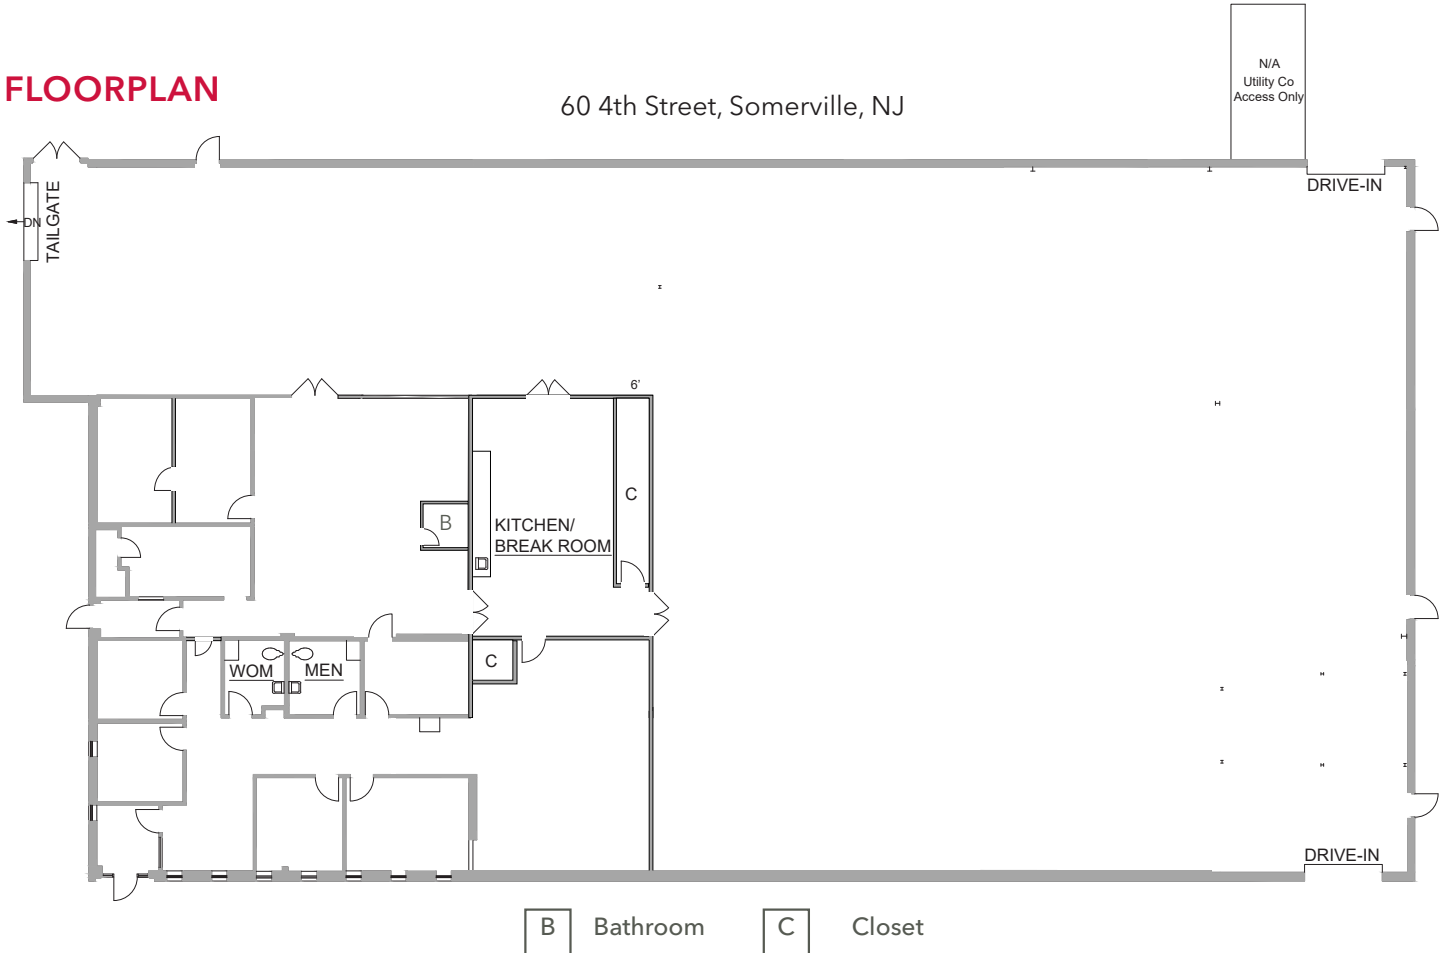 FLOORPLAN
60 4th Street, Somerville, NJ
N/A
Utility Co
Access Only
DRIVE-IN
TAILGATE
DN
6'
C
B
KITCHEN/
BREAK ROOM
WOM
MEN
C
DRIVE-IN
B Bathroom C Closet